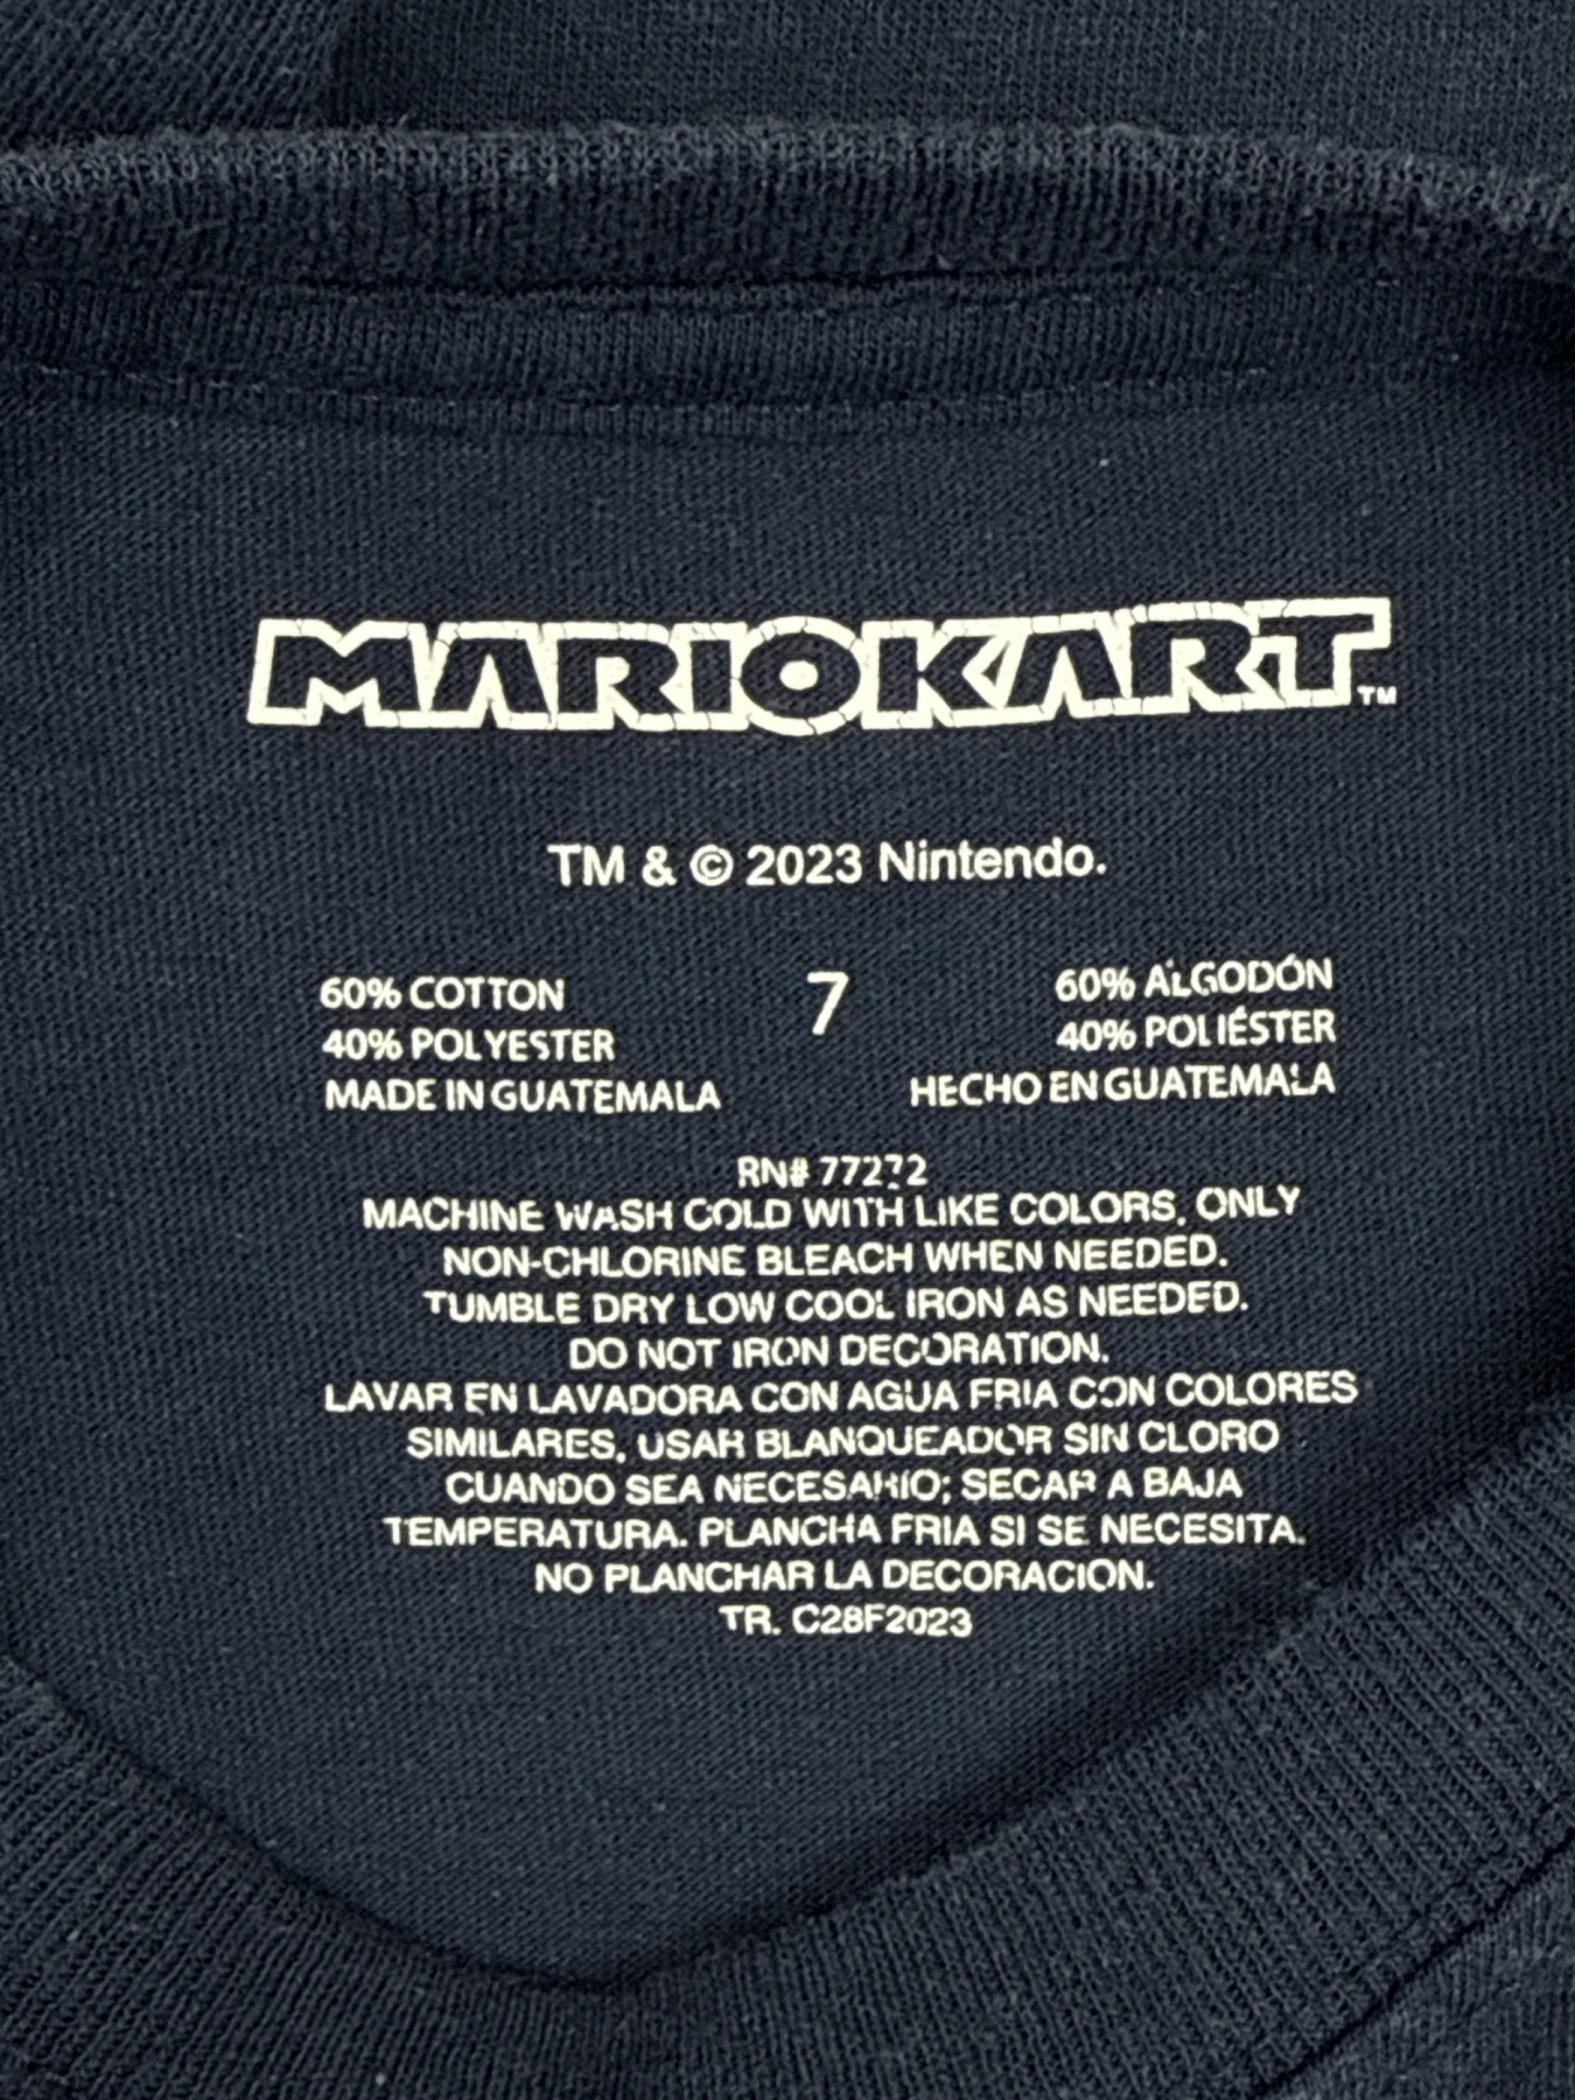 MARIOKART™
TM & © 2023 Nintendo.
60% COTTON
40% POLYESTER
MADE IN GUATEMALA
7
60% ALGODÓN
40% POLIÉSTER
HECHO EN GUATEMALA
RN# 77272
MACHINE WASH COLD WITH LIKE COLORS, ONLY
NON-CHLORINE BLEACH WHEN NEEDED.
TUMBLE DRY LOW COOL IRON AS NEEDED.
DO NOT IRON DECORATION.
LAVAR EN LAVADORA CON AGUA FRIA CON COLORES
SIMILARES, USAR BLANQUEADOR SIN CLORO
CUANDO SEA NECESARIO; SECAR A BAJA
TEMPERATURA. PLANCHA FRIA SI SE NECESITA.
NO PLANCHAR LA DECORACION.
TR. C28F2023